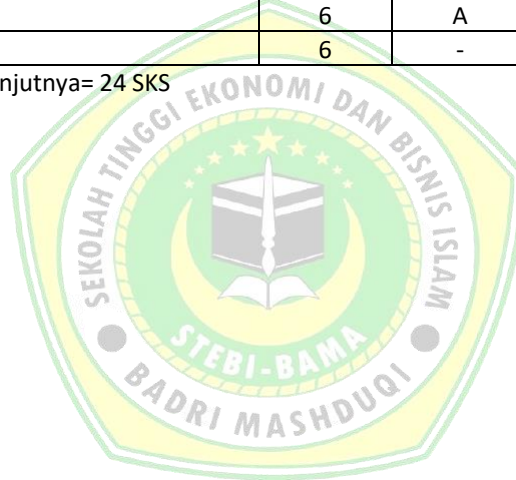 6 A
6 -
njutnya= 24 SKS
SEKOLAH TINGGI EKONOMI DAN BISNIS ISLAM
STEBI-BAMA
BADRI MASHDUQI